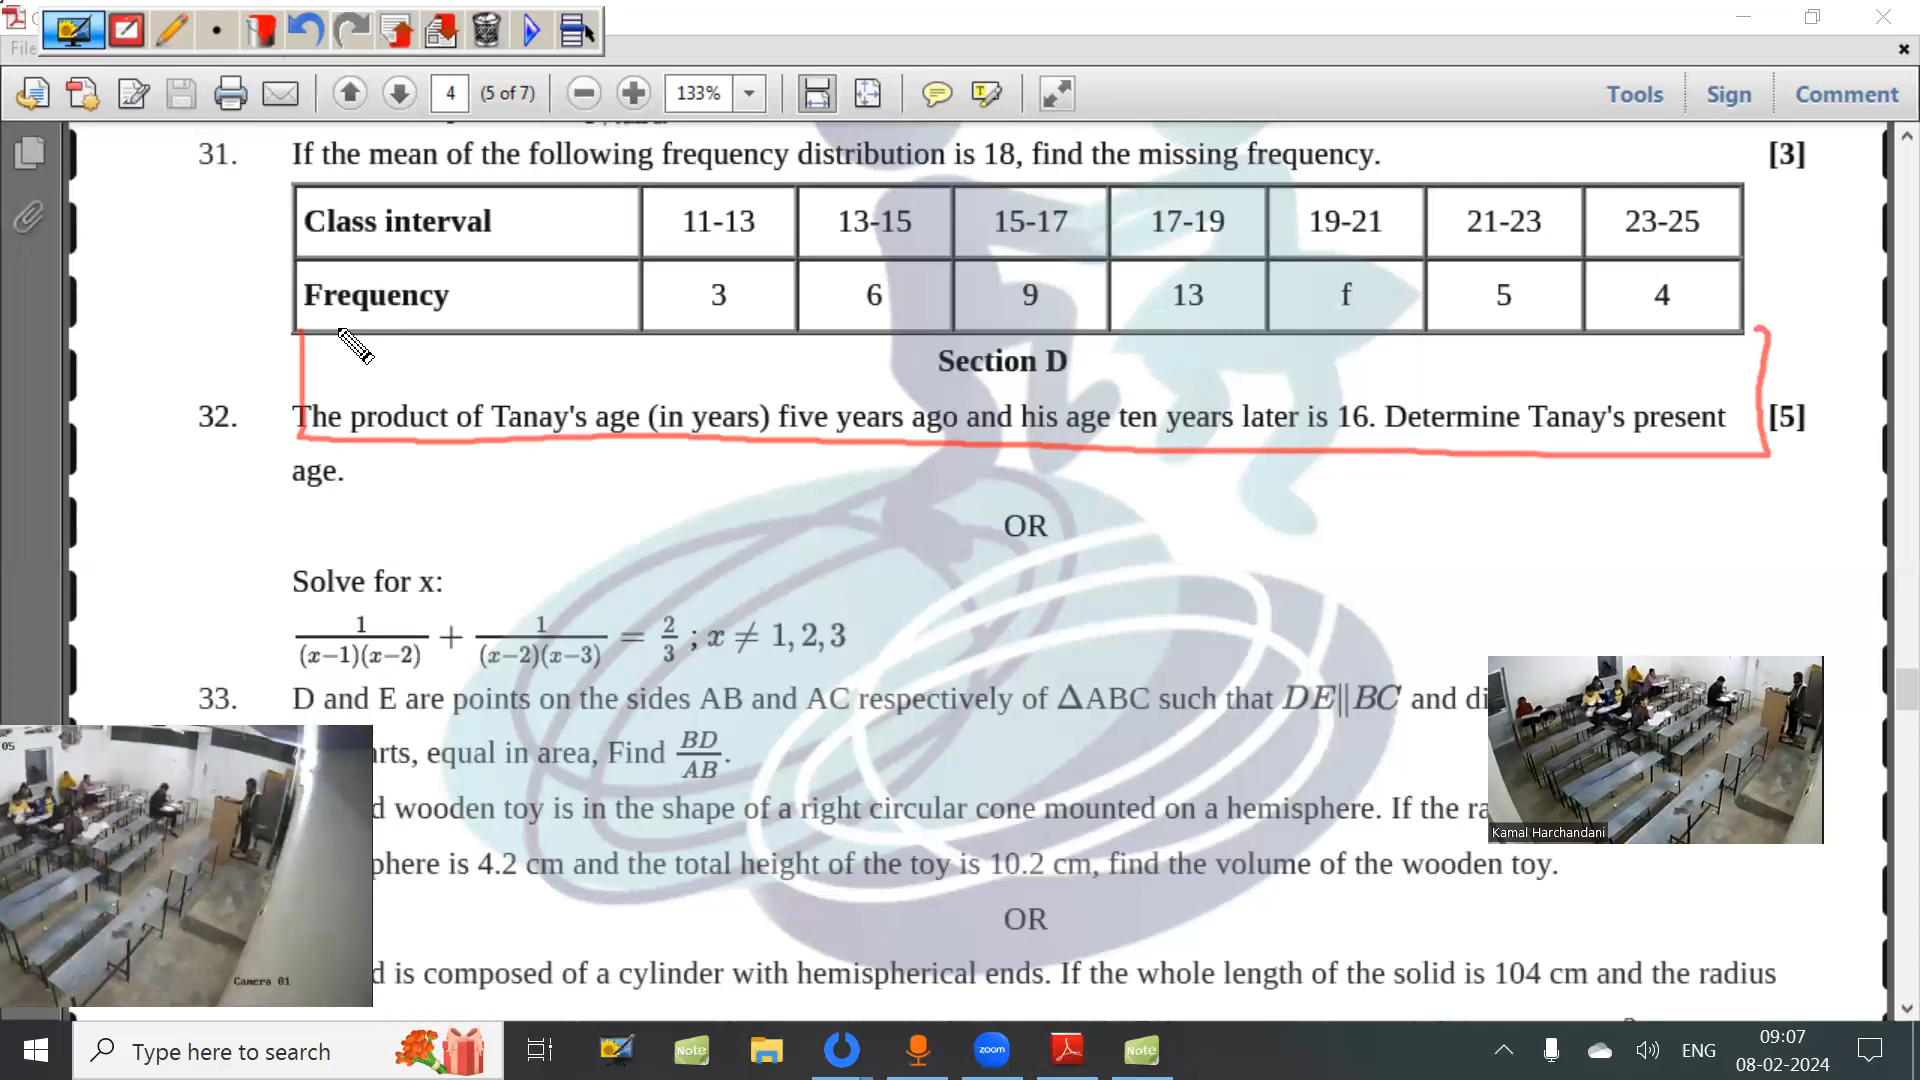 File
4 (5 of 7) 133% Tools Sign Comment
31. If the mean of the following frequency distribution is 18, find the missing frequency. [3]
Class interval 11-13 13-15 15-17 17-19 19-21 21-23 23-25
Frequency 3 6 9 13 f 5 4
Section D
32. The product of Tanay's age (in years) five years ago and his age ten years later is 16. Determine Tanay's present [5]
age.
OR
Solve for x:
1/((x−1)(x−2)) + 1/((x−2)(x−3)) = 2/3 ; x ≠ 1, 2, 3
33. D and E are points on the sides AB and AC respectively of ΔABC such that DE∥BC and di
arts, equal in area, Find BD/AB.
d wooden toy is in the shape of a right circular cone mounted on a hemisphere. If the ra
phere is 4.2 cm and the total height of the toy is 10.2 cm, find the volume of the wooden toy.
OR
d is composed of a cylinder with hemispherical ends. If the whole length of the solid is 104 cm and the radius
05
Camera 01
Kamal Harchandani
Type here to search
Note
zoom
Note
ENG
09:07
08-02-2024